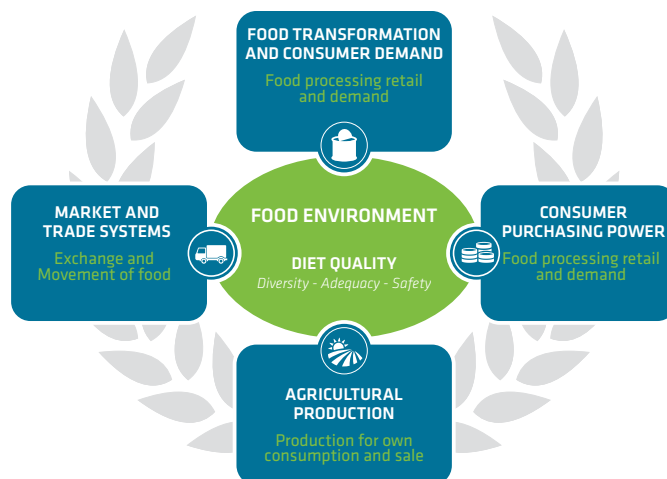 FOOD TRANSFORMATION
AND CONSUMER DEMAND
Food processing retail
and demand
MARKET AND
TRADE SYSTEMS
Exchange and
Movement of food
FOOD ENVIRONMENT
DIET QUALITY
Diversity - Adequacy - Safety
CONSUMER
PURCHASING POWER
Food processing retail
and demand
AGRICULTURAL
PRODUCTION
Production for own
consumption and sale